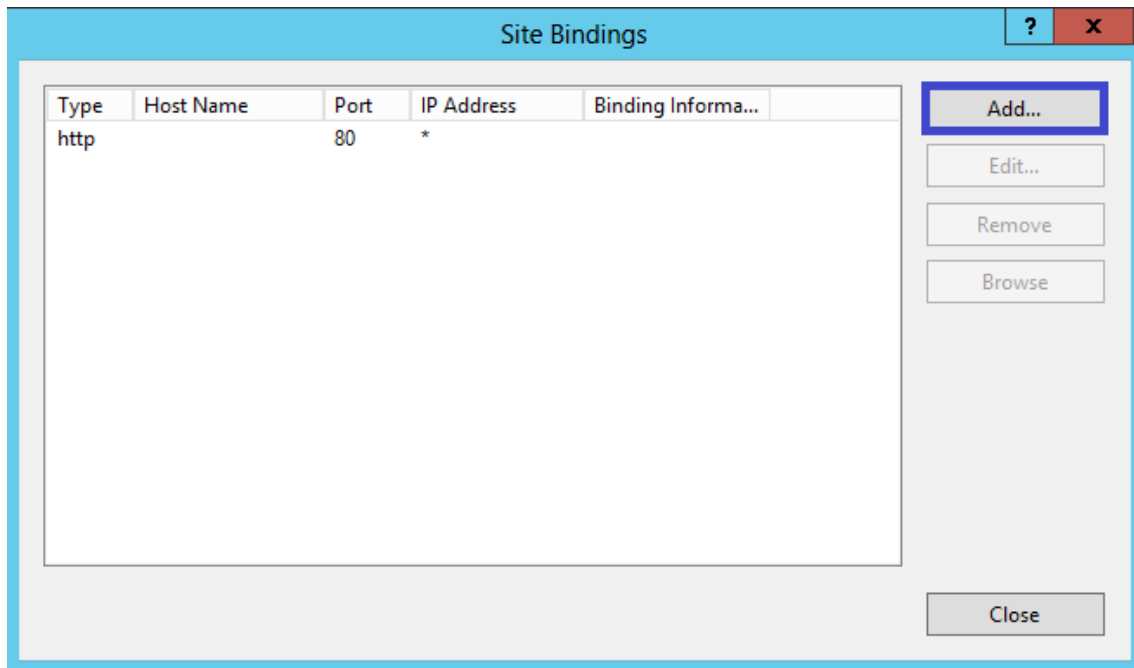 Site Bindings
? x
Type Host Name Port IP Address Binding Informa...
http 80 *
Add...
Edit...
Remove
Browse
Close